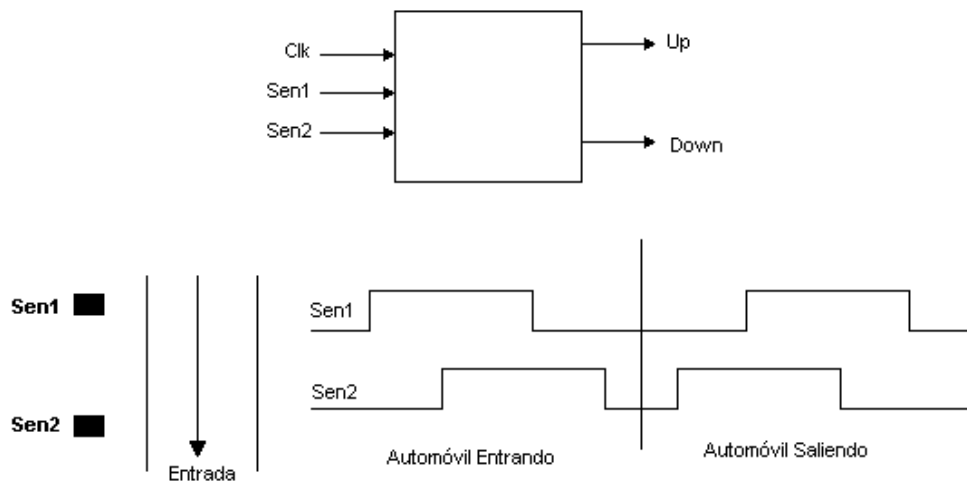 Clk
Sen1
Sen2
Up
Down
Sen1
Sen2
Entrada
Sen1
Sen2
Automóvil Entrando
Automóvil Saliendo